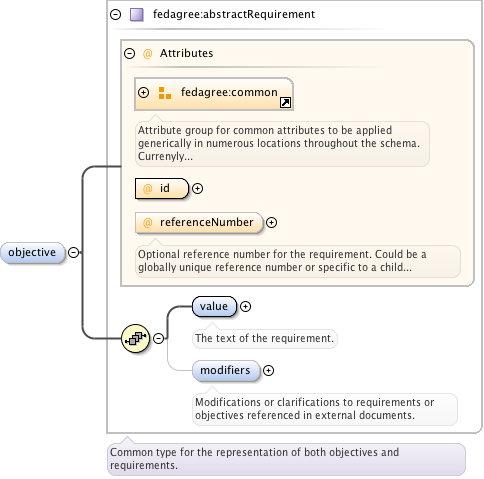 fedagree:abstractRequirement
@ Attributes
fedagree:common
Attribute group for common attributes to be applied
generically in numerous locations throughout the schema.
Currenyly...
@ id
@ referenceNumber
Optional reference number for the requirement. Could be a
globally unique reference number or specific to a child...
objective
value
The text of the requirement.
modifiers
Modifications or clarifications to requirements or
objectives referenced in external documents.
Common type for the representation of both objectives and
requirements.